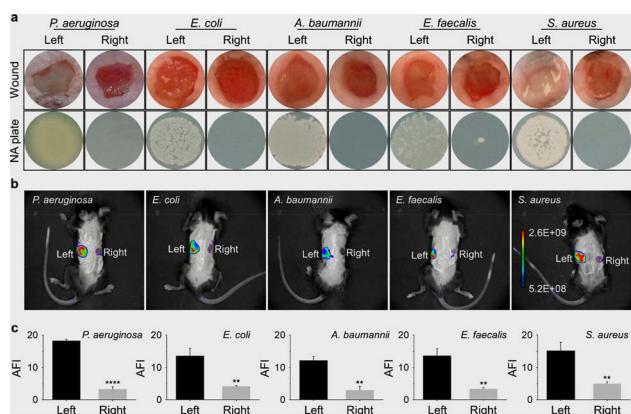 a
P. aeruginosa E. coli A. baumannii E. faecalis S. aureus
Left Right Left Right Left Right Left Right Left Right
Wound
NA plate
b
P. aeruginosa E. coli A. baumannii E. faecalis S. aureus
Left Right Left Right Left Right Left Right Left Right
2.6E+09
5.2E+08
c
P. aeruginosa E. coli A. baumannii E. faecalis S. aureus
AFI AFI AFI AFI AFI
20 20 20 20 20
10 10 10 10 10
0 0 0 0 0
**** ** ** ** **
Left Right Left Right Left Right Left Right Left Right